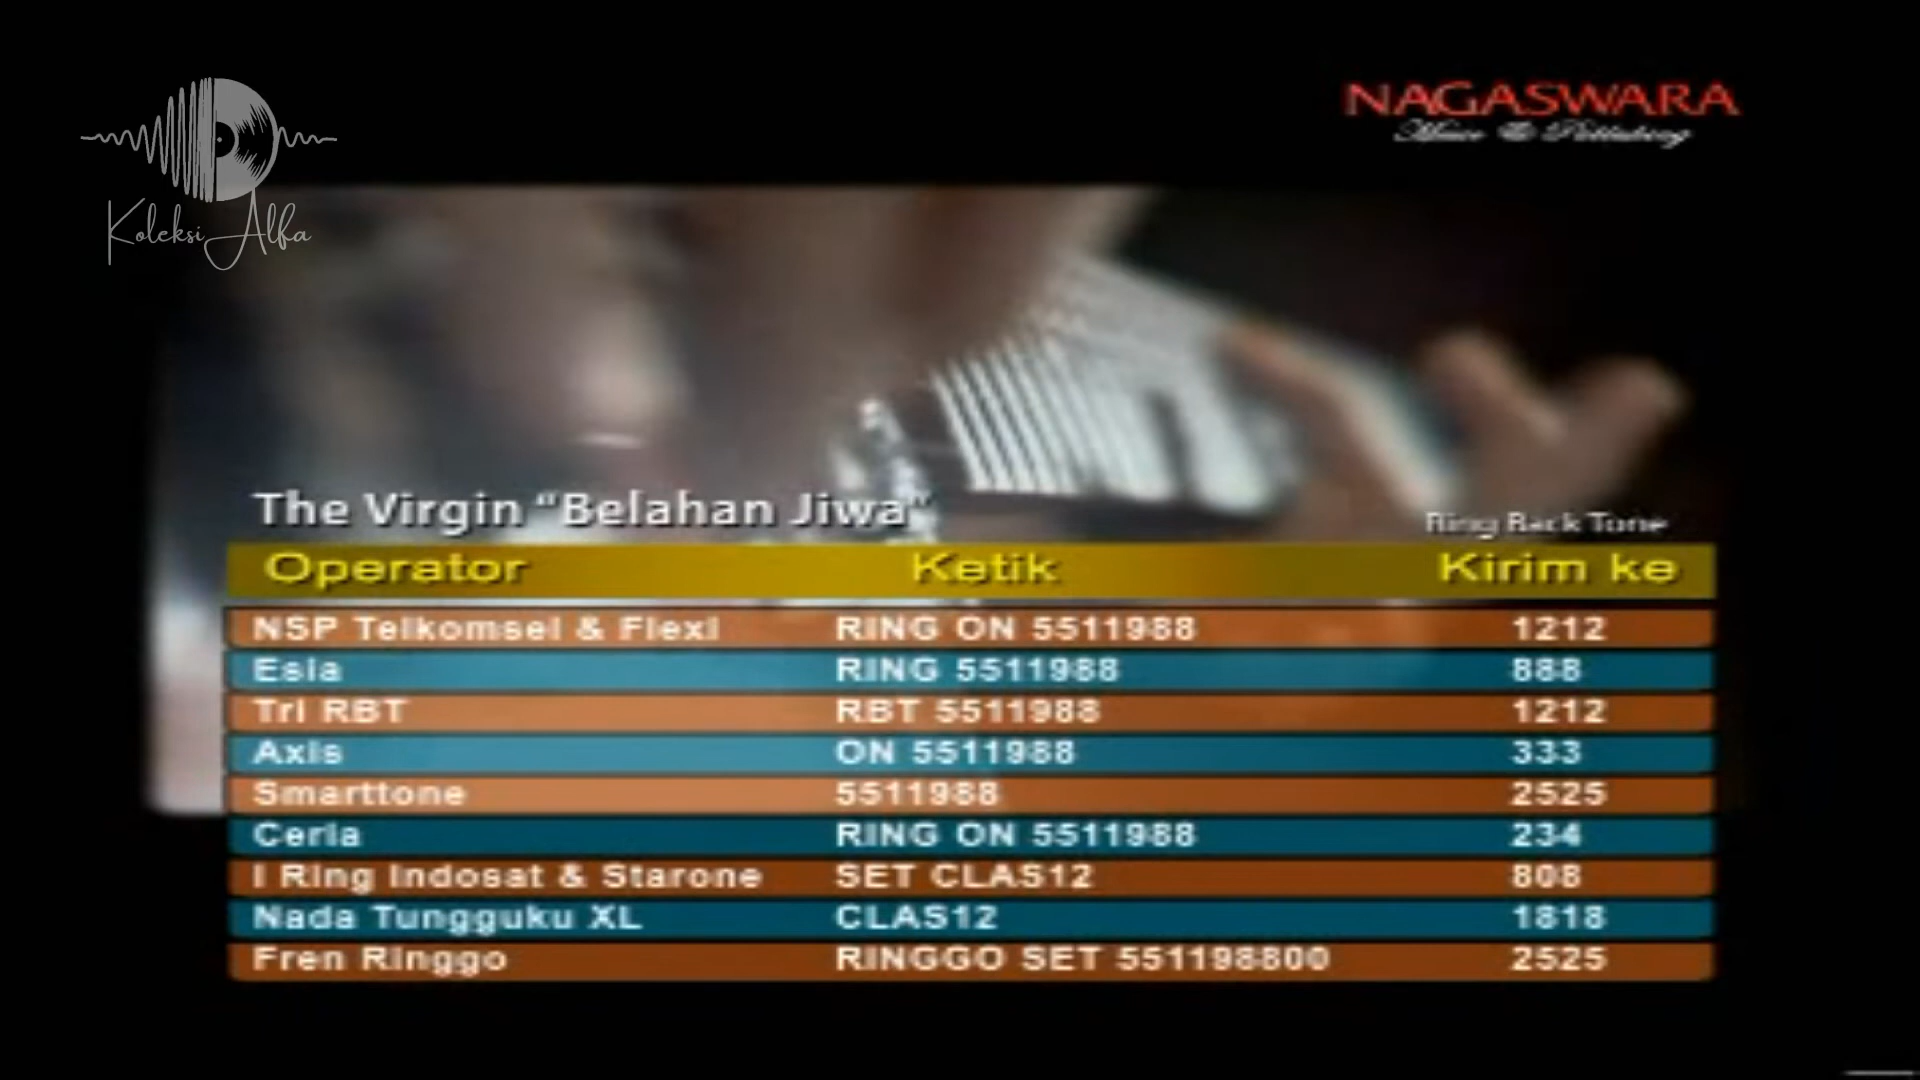 Koleksi Alfa
NAGASWARA
Music & Publishing
The Virgin "Belahan Jiwa"
Ring Back Tone
Operator Ketik Kirim ke
NSP Telkomsel & Flexi RING ON 5511988 1212
Esia RING 5511988 888
Tri RBT RBT 5511988 1212
Axis ON 5511988 333
Smarttone 5511988 2525
Ceria RING ON 5511988 234
I Ring Indosat & Starone SET CLAS12 808
Nada Tungguku XL CLAS12 1818
Fren Ringgo RINGGO SET 551198800 2525